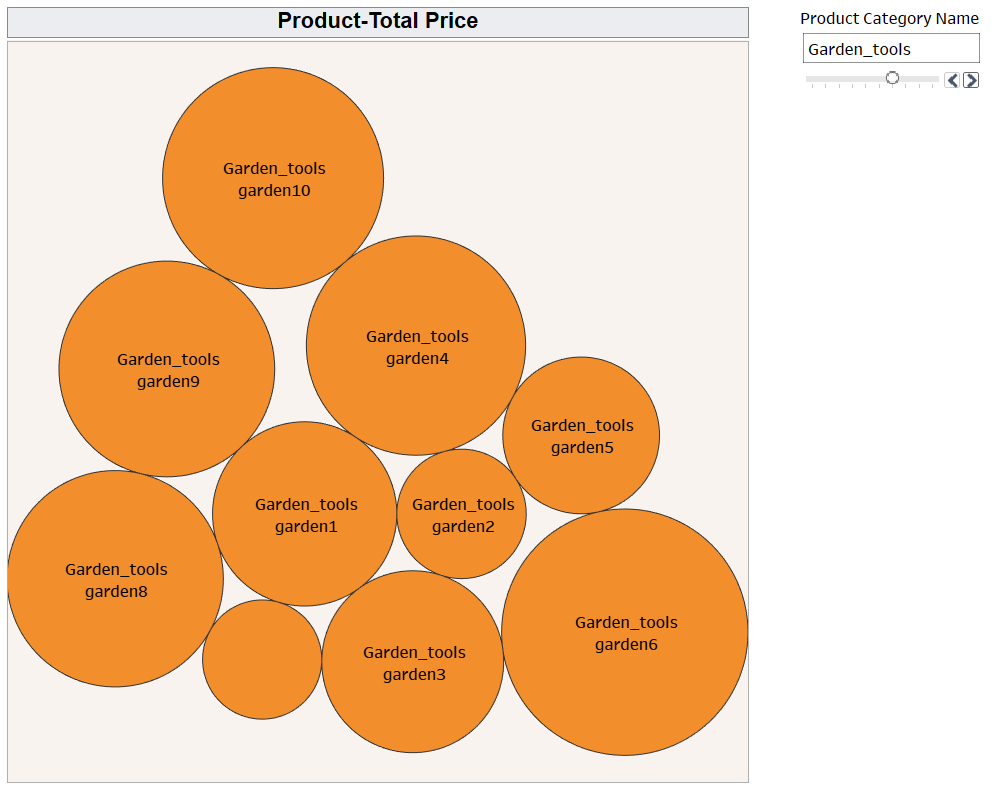 Product-Total Price
Product Category Name
Garden_tools
Garden_tools
garden10
Garden_tools
garden4
Garden_tools
garden9
Garden_tools
garden5
Garden_tools
garden1
Garden_tools
garden2
Garden_tools
garden8
Garden_tools
garden6
Garden_tools
garden3